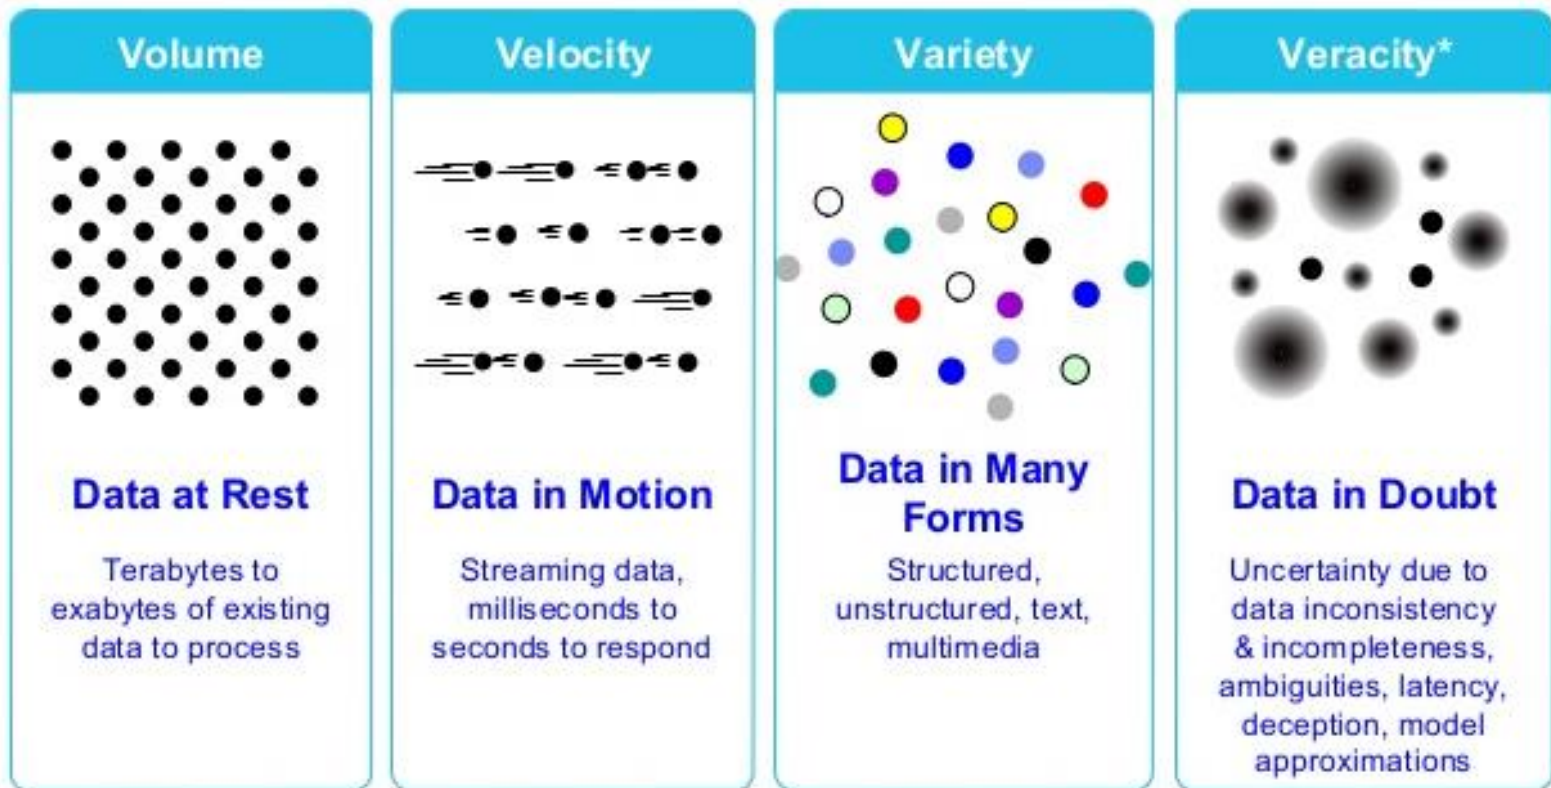 Volume
Data at Rest
Terabytes to
exabytes of existing
data to process
Velocity
Data in Motion
Streaming data,
milliseconds to
seconds to respond
Variety
Data in Many
Forms
Structured,
unstructured, text,
multimedia
Veracity*
Data in Doubt
Uncertainty due to
data inconsistency
& incompleteness,
ambiguities, latency,
deception, model
approximations